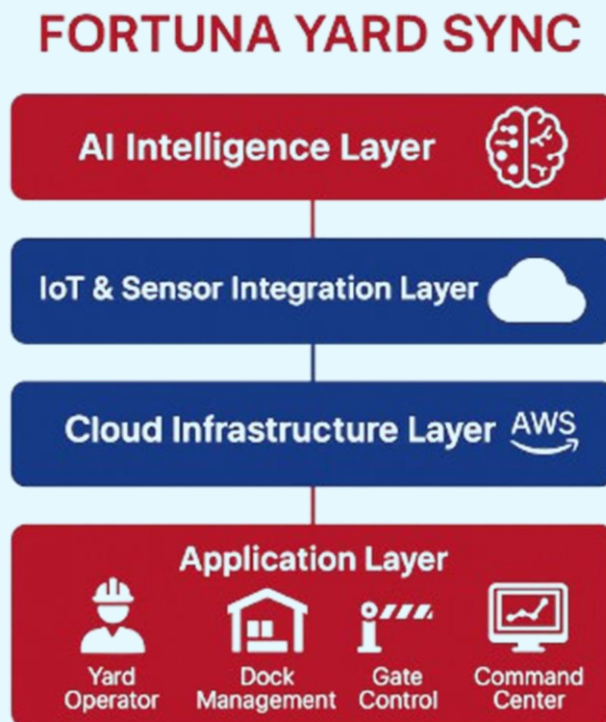 FORTUNA YARD SYNC
AI Intelligence Layer
IoT & Sensor Integration Layer
Cloud Infrastructure Layer AWS
Application Layer
Yard Operator
Dock Management
Gate Control
Command Center